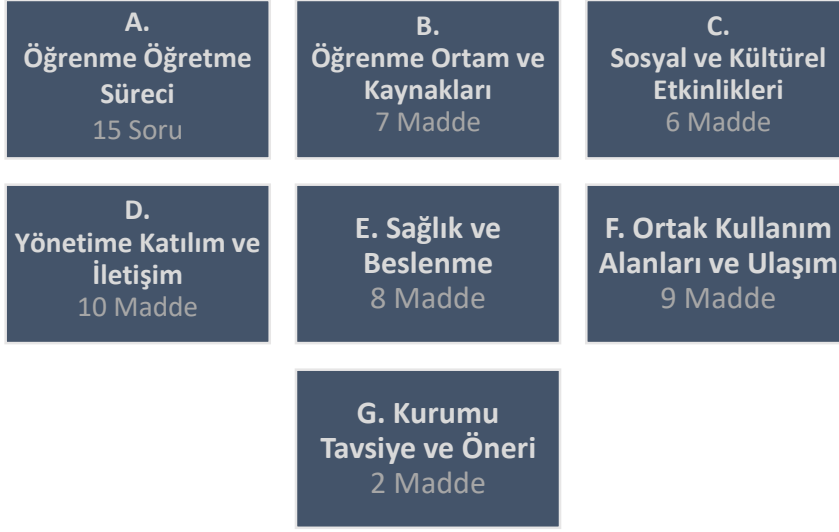 A.
Öğrenme Öğretme
Süreci
15 Soru
B.
Öğrenme Ortam ve
Kaynakları
7 Madde
C.
Sosyal ve Kültürel
Etkinlikleri
6 Madde
D.
Yönetime Katılım ve
İletişim
10 Madde
E. Sağlık ve
Beslenme
8 Madde
F. Ortak Kullanım
Alanları ve Ulaşım
9 Madde
G. Kurumu
Tavsiye ve Öneri
2 Madde